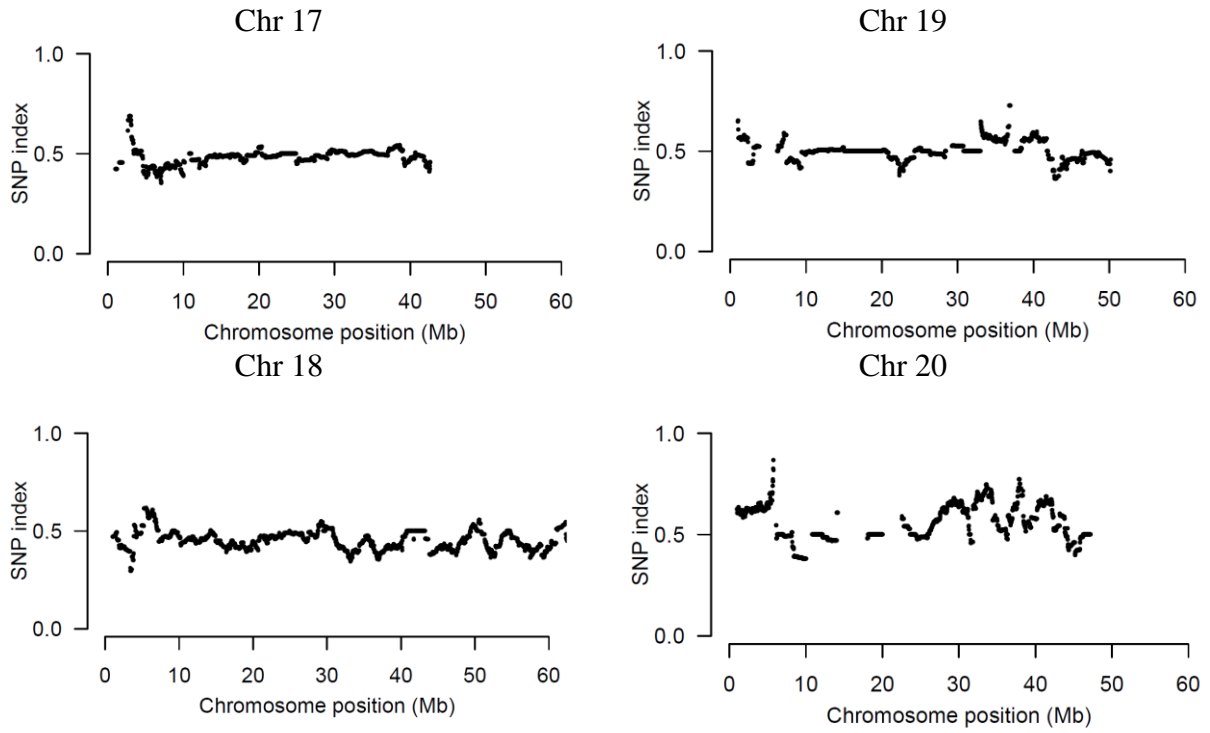 Chr 17
1.0
0.5
0.0
SNP index
0 10 20 30 40 50 60
Chromosome position (Mb)
Chr 19
1.0
0.5
0.0
SNP index
0 10 20 30 40 50 60
Chromosome position (Mb)
Chr 18
1.0
0.5
0.0
SNP index
0 10 20 30 40 50 60
Chromosome position (Mb)
Chr 20
1.0
0.5
0.0
SNP index
0 10 20 30 40 50 60
Chromosome position (Mb)